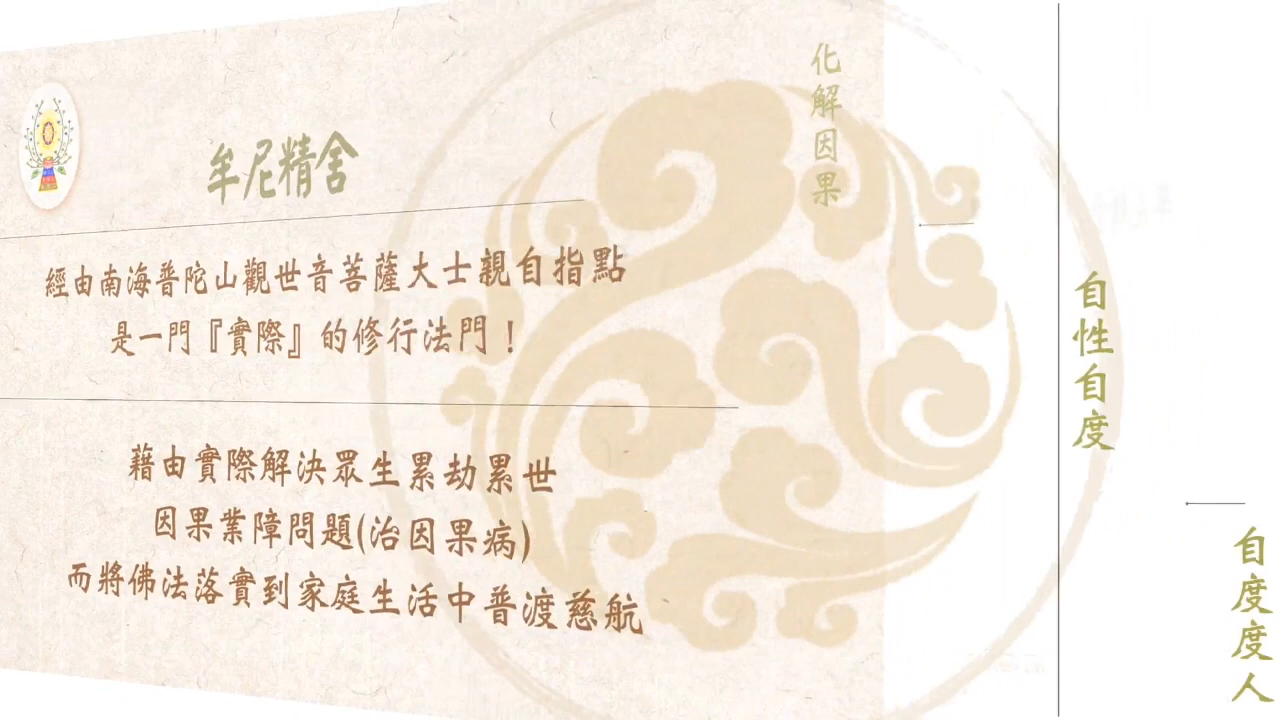 牟尼精舍
經由南海普陀山觀世音菩薩大士親自指點
是一門『實際』的修行法門！
藉由實際解決眾生累劫累世
因果業障問題(治因果病)
而將佛法落實到家庭生活中普渡慈航
化解因果
自性自度
自度度人